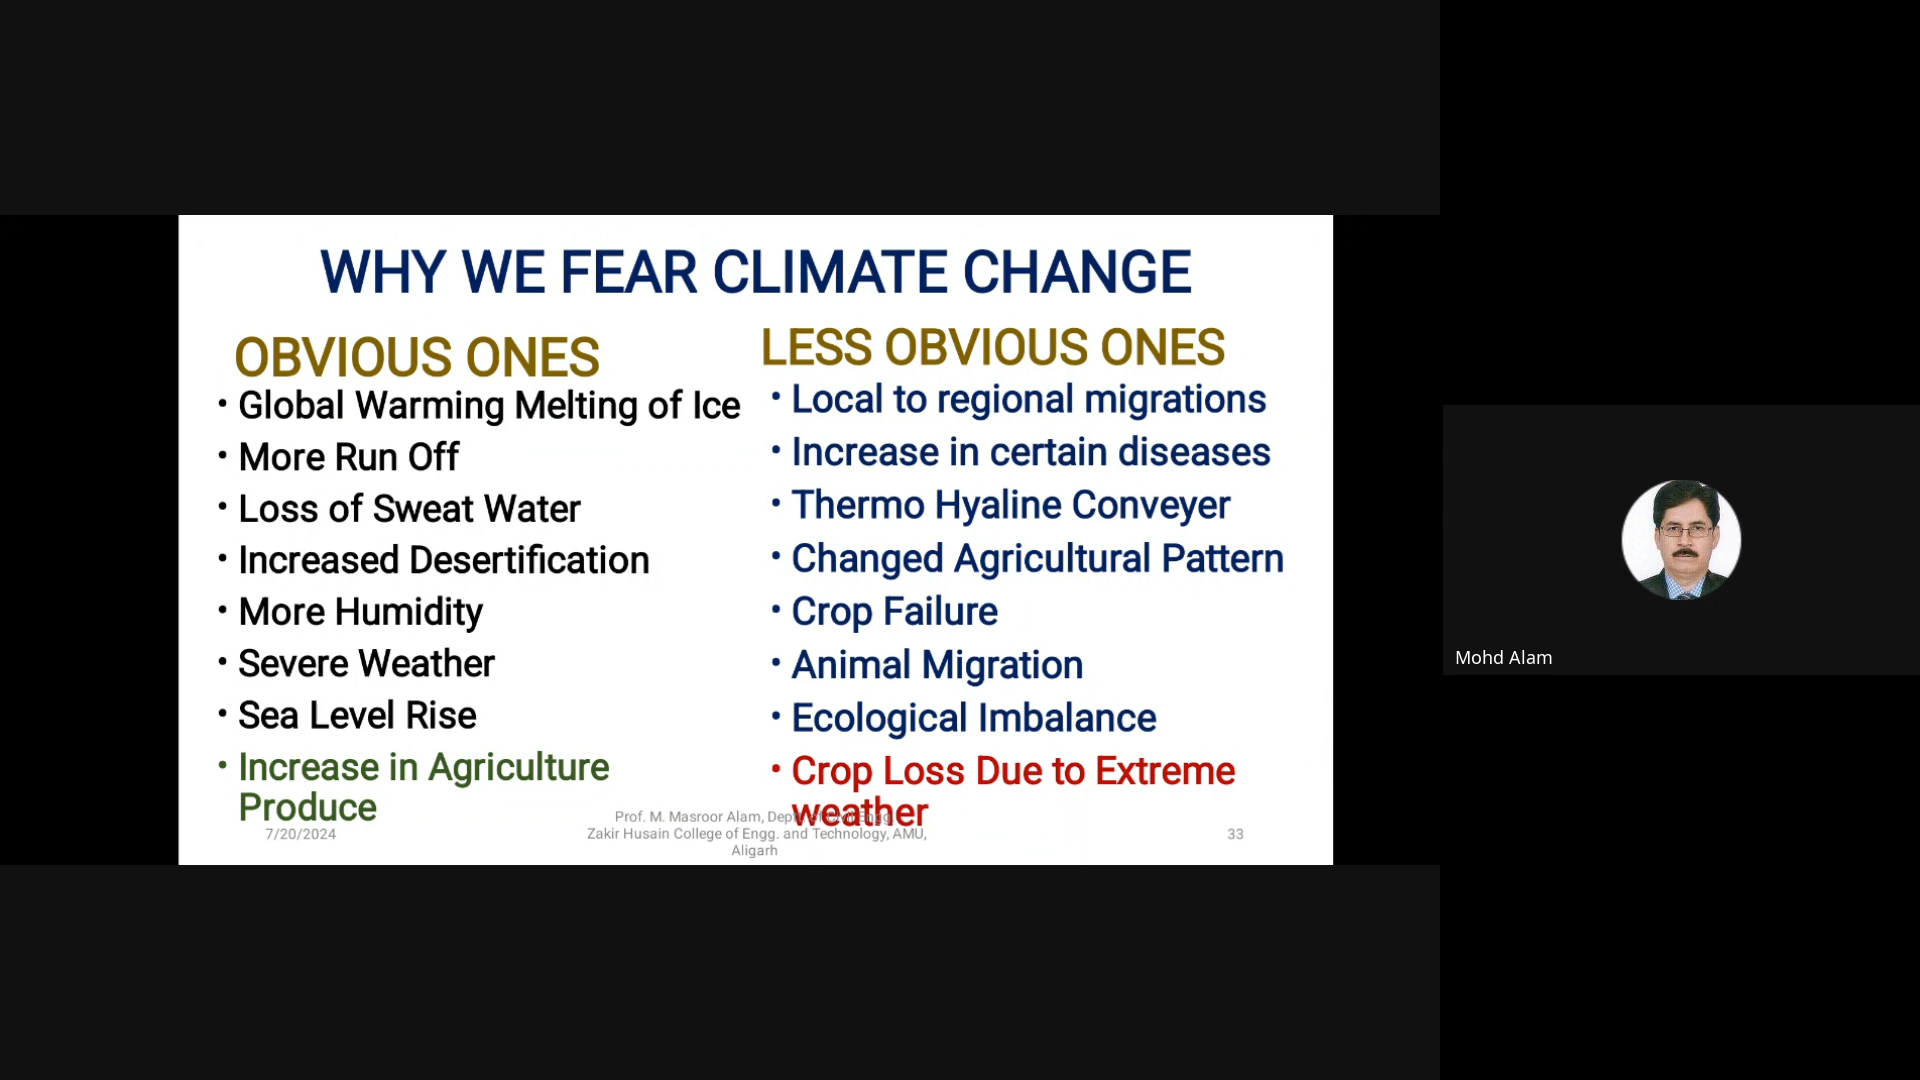 WHY WE FEAR CLIMATE CHANGE
OBVIOUS ONES
• Global Warming Melting of Ice
• More Run Off
• Loss of Sweat Water
• Increased Desertification
• More Humidity
• Severe Weather
• Sea Level Rise
• Increase in Agriculture
Produce
LESS OBVIOUS ONES
• Local to regional migrations
• Increase in certain diseases
• Thermo Hyaline Conveyer
• Changed Agricultural Pattern
• Crop Failure
• Animal Migration
• Ecological Imbalance
• Crop Loss Due to Extreme
weather
7/20/2024
Prof. M. Masroor Alam, Dept. of Civil Engg.
Zakir Husain College of Engg. and Technology, AMU,
Aligarh
33
Mohd Alam